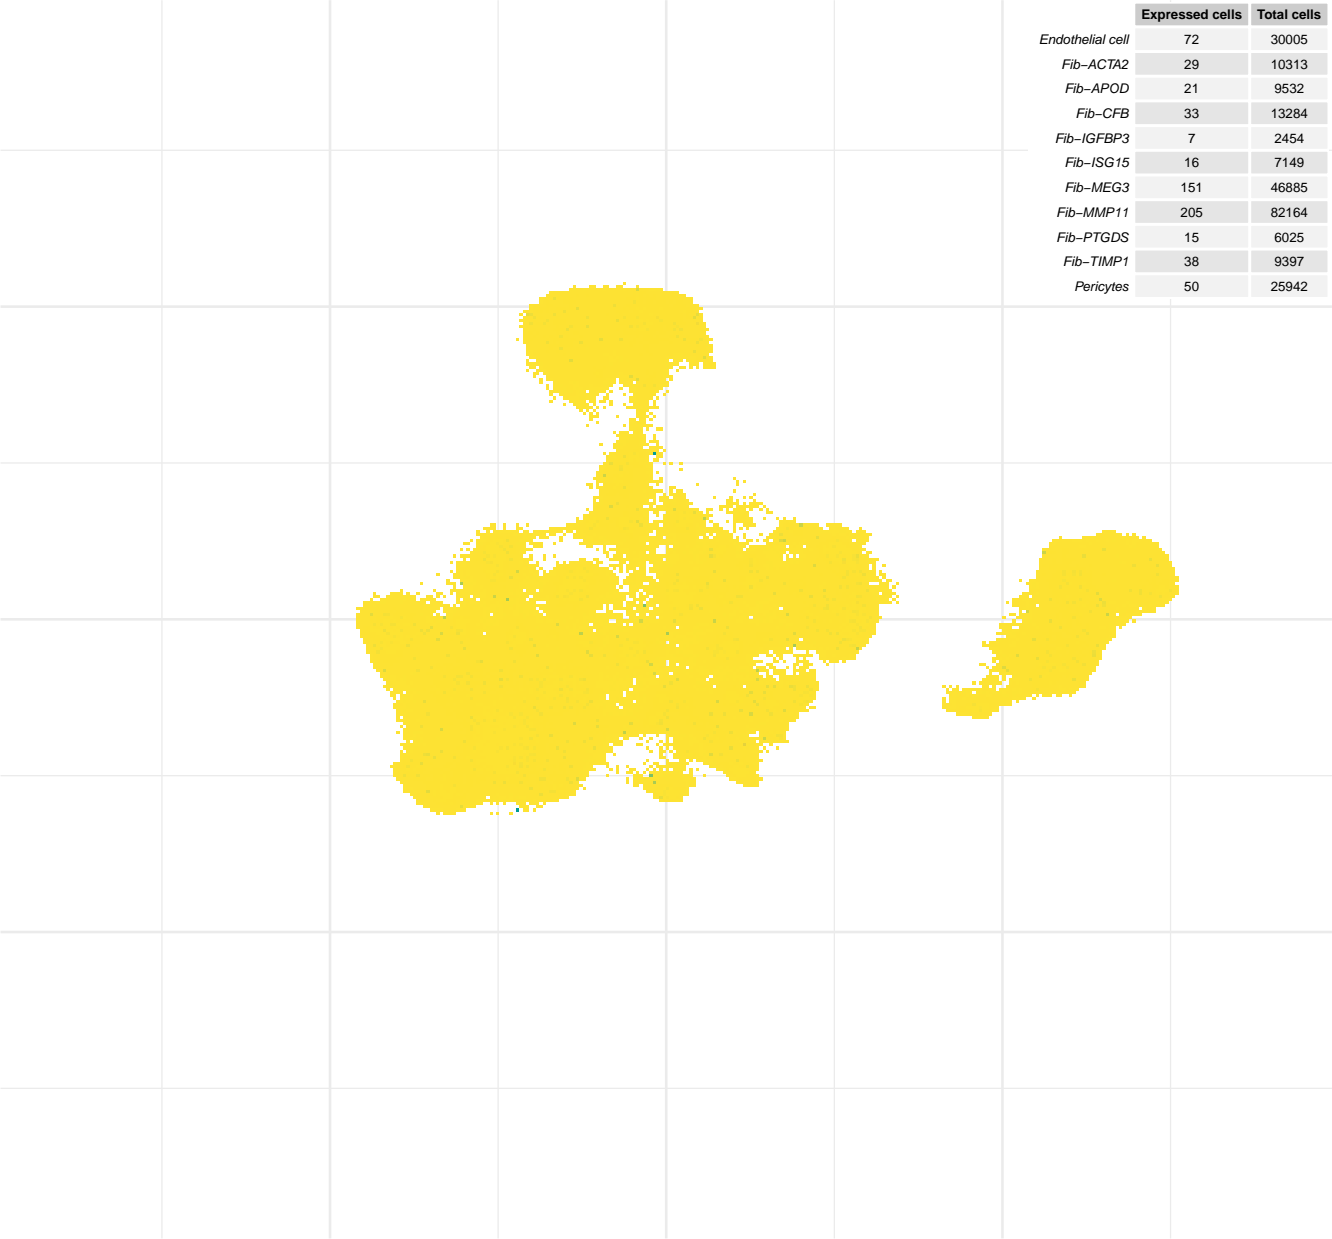 Expressed cells Total cells
Endothelial cell 72 30005
Fib−ACTA2 29 10313
Fib−APOD 21 9532
Fib−CFB 33 13284
Fib−IGFBP3 7 2454
Fib−ISG15 16 7149
Fib−MEG3 151 46885
Fib−MMP11 205 82164
Fib−PTGDS 15 6025
Fib−TIMP1 38 9397
Pericytes 50 25942